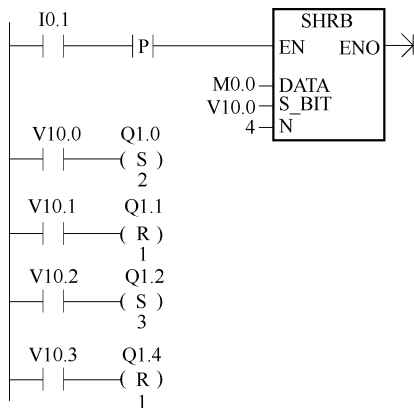 I0.1
P
SHRB
EN ENO
M0.0 DATA
V10.0 S_BIT
4 N
V10.0 Q1.0
( S )
2
V10.1 Q1.1
( R )
1
V10.2 Q1.2
( S )
3
V10.3 Q1.4
( R )
1